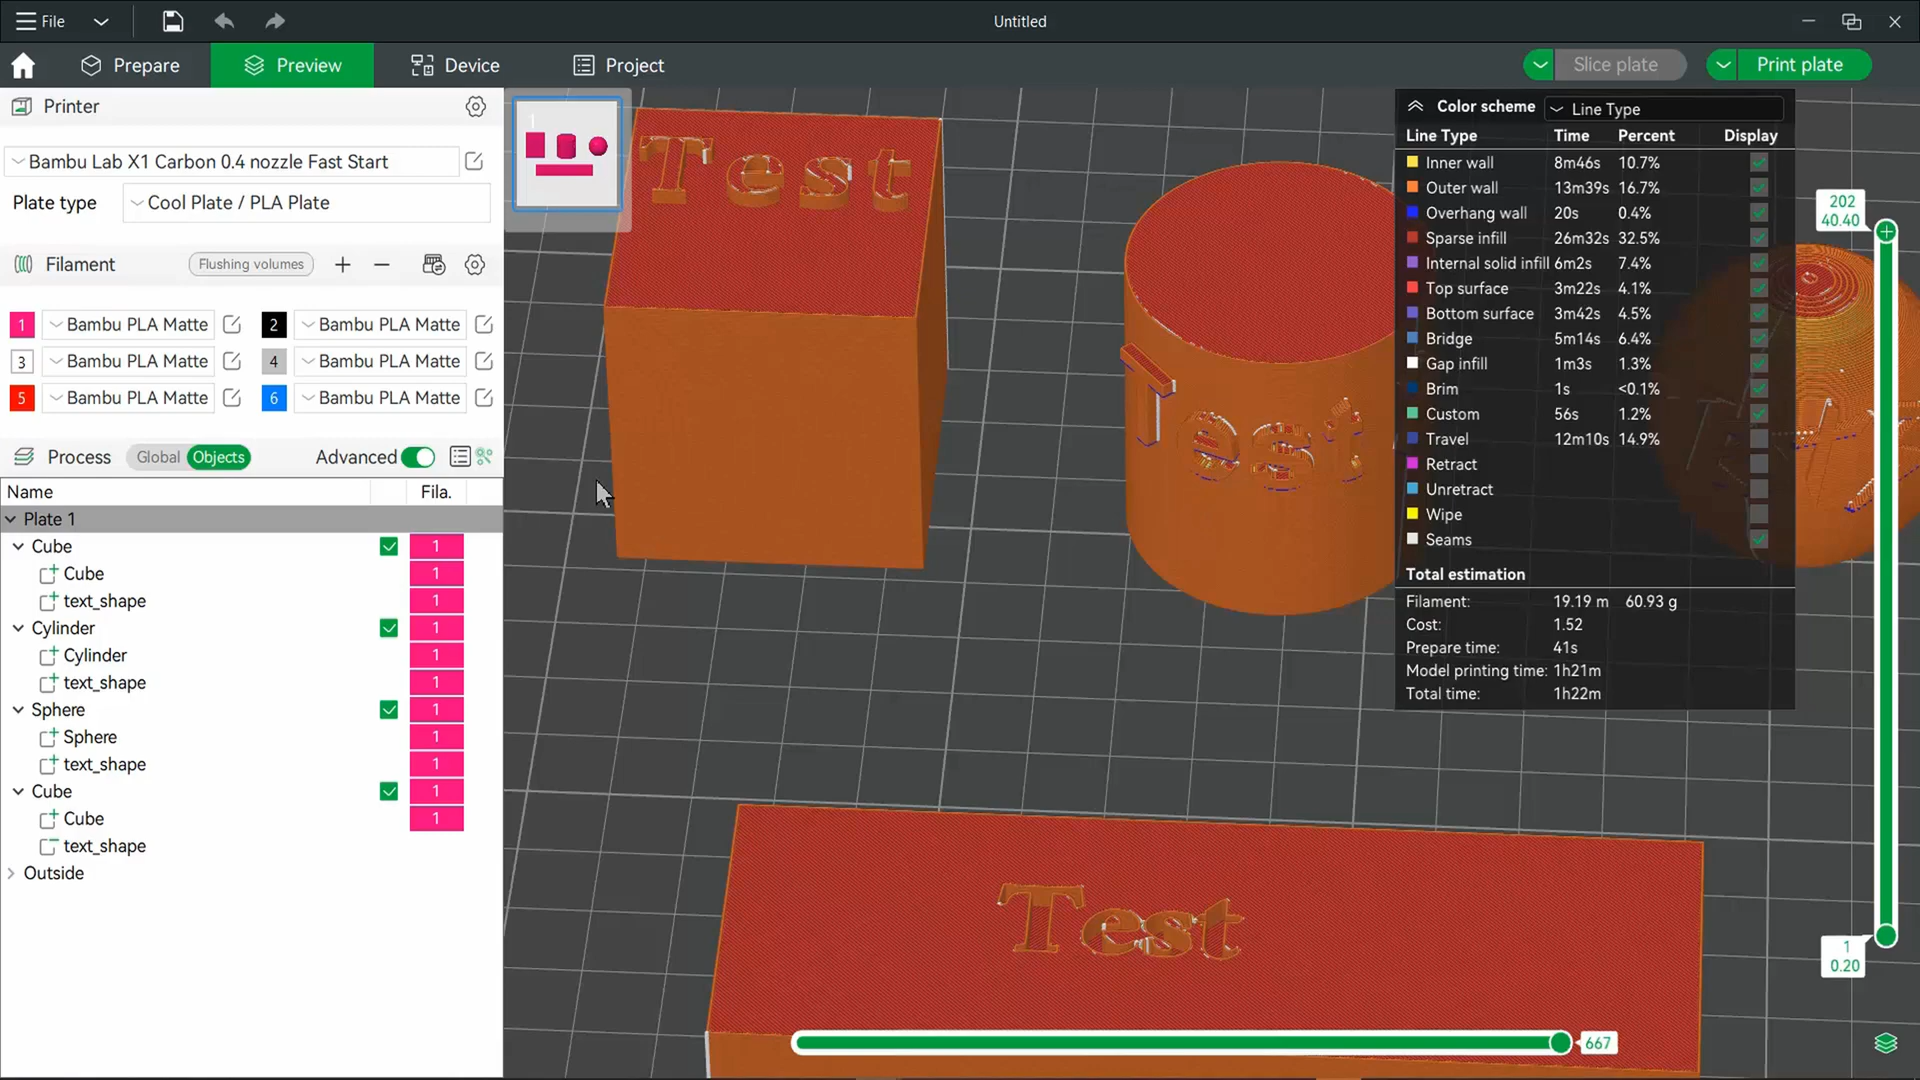 File
Untitled
Prepare
Preview
Device
Project
Slice plate
Print plate
Printer
Bambu Lab X1 Carbon 0.4 nozzle Fast Start
Plate type
Cool Plate / PLA Plate
Filament
Flushing volumes
1 Bambu PLA Matte
2 Bambu PLA Matte
3 Bambu PLA Matte
4 Bambu PLA Matte
5 Bambu PLA Matte
6 Bambu PLA Matte
Process
Global
Objects
Advanced
Name Fila.
Plate 1
Cube 1
Cube 1
text_shape 1
Cylinder 1
Cylinder 1
text_shape 1
Sphere 1
Sphere 1
text_shape 1
Cube 1
Cube 1
text_shape
Outside
1
Test
Test
Test
Color scheme Line Type
Line Type Time Percent Display
Inner wall 8m46s 10.7%
Outer wall 13m39s 16.7%
Overhang wall 20s 0.4%
Sparse infill 26m32s 32.5%
Internal solid infill 6m2s 7.4%
Top surface 3m22s 4.1%
Bottom surface 3m42s 4.5%
Bridge 5m14s 6.4%
Gap infill 1m3s 1.3%
Brim 1s <0.1%
Custom 56s 1.2%
Travel 12m10s 14.9%
Retract
Unretract
Wipe
Seams
Total estimation
Filament: 19.19 m 60.93 g
Cost: 1.52
Prepare time: 41s
Model printing time: 1h21m
Total time: 1h22m
202
40.40
1
0.20
667